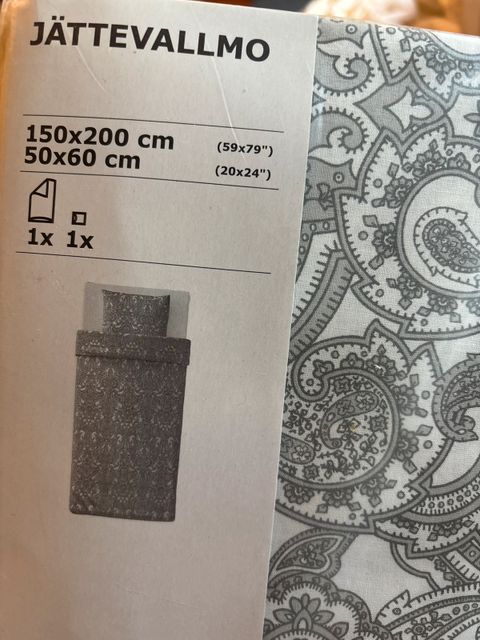 JÄTTEVALLMO
150x200 cm (59x79")
50x60 cm (20x24")
1x 1x